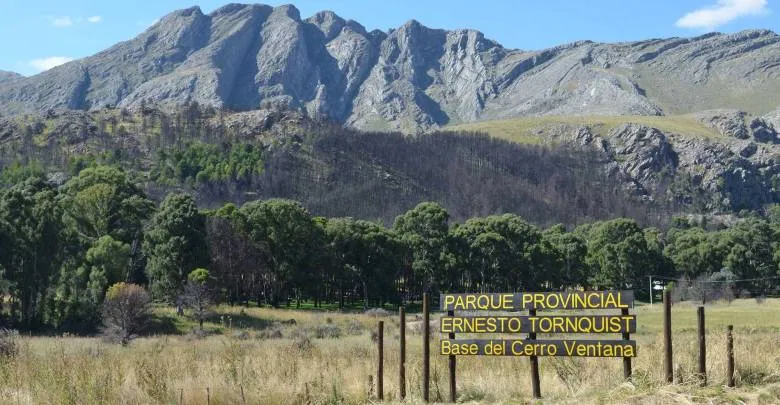 PARQUE PROVINCIAL
ERNESTO TORNQUIST
Base del Cerro Ventana